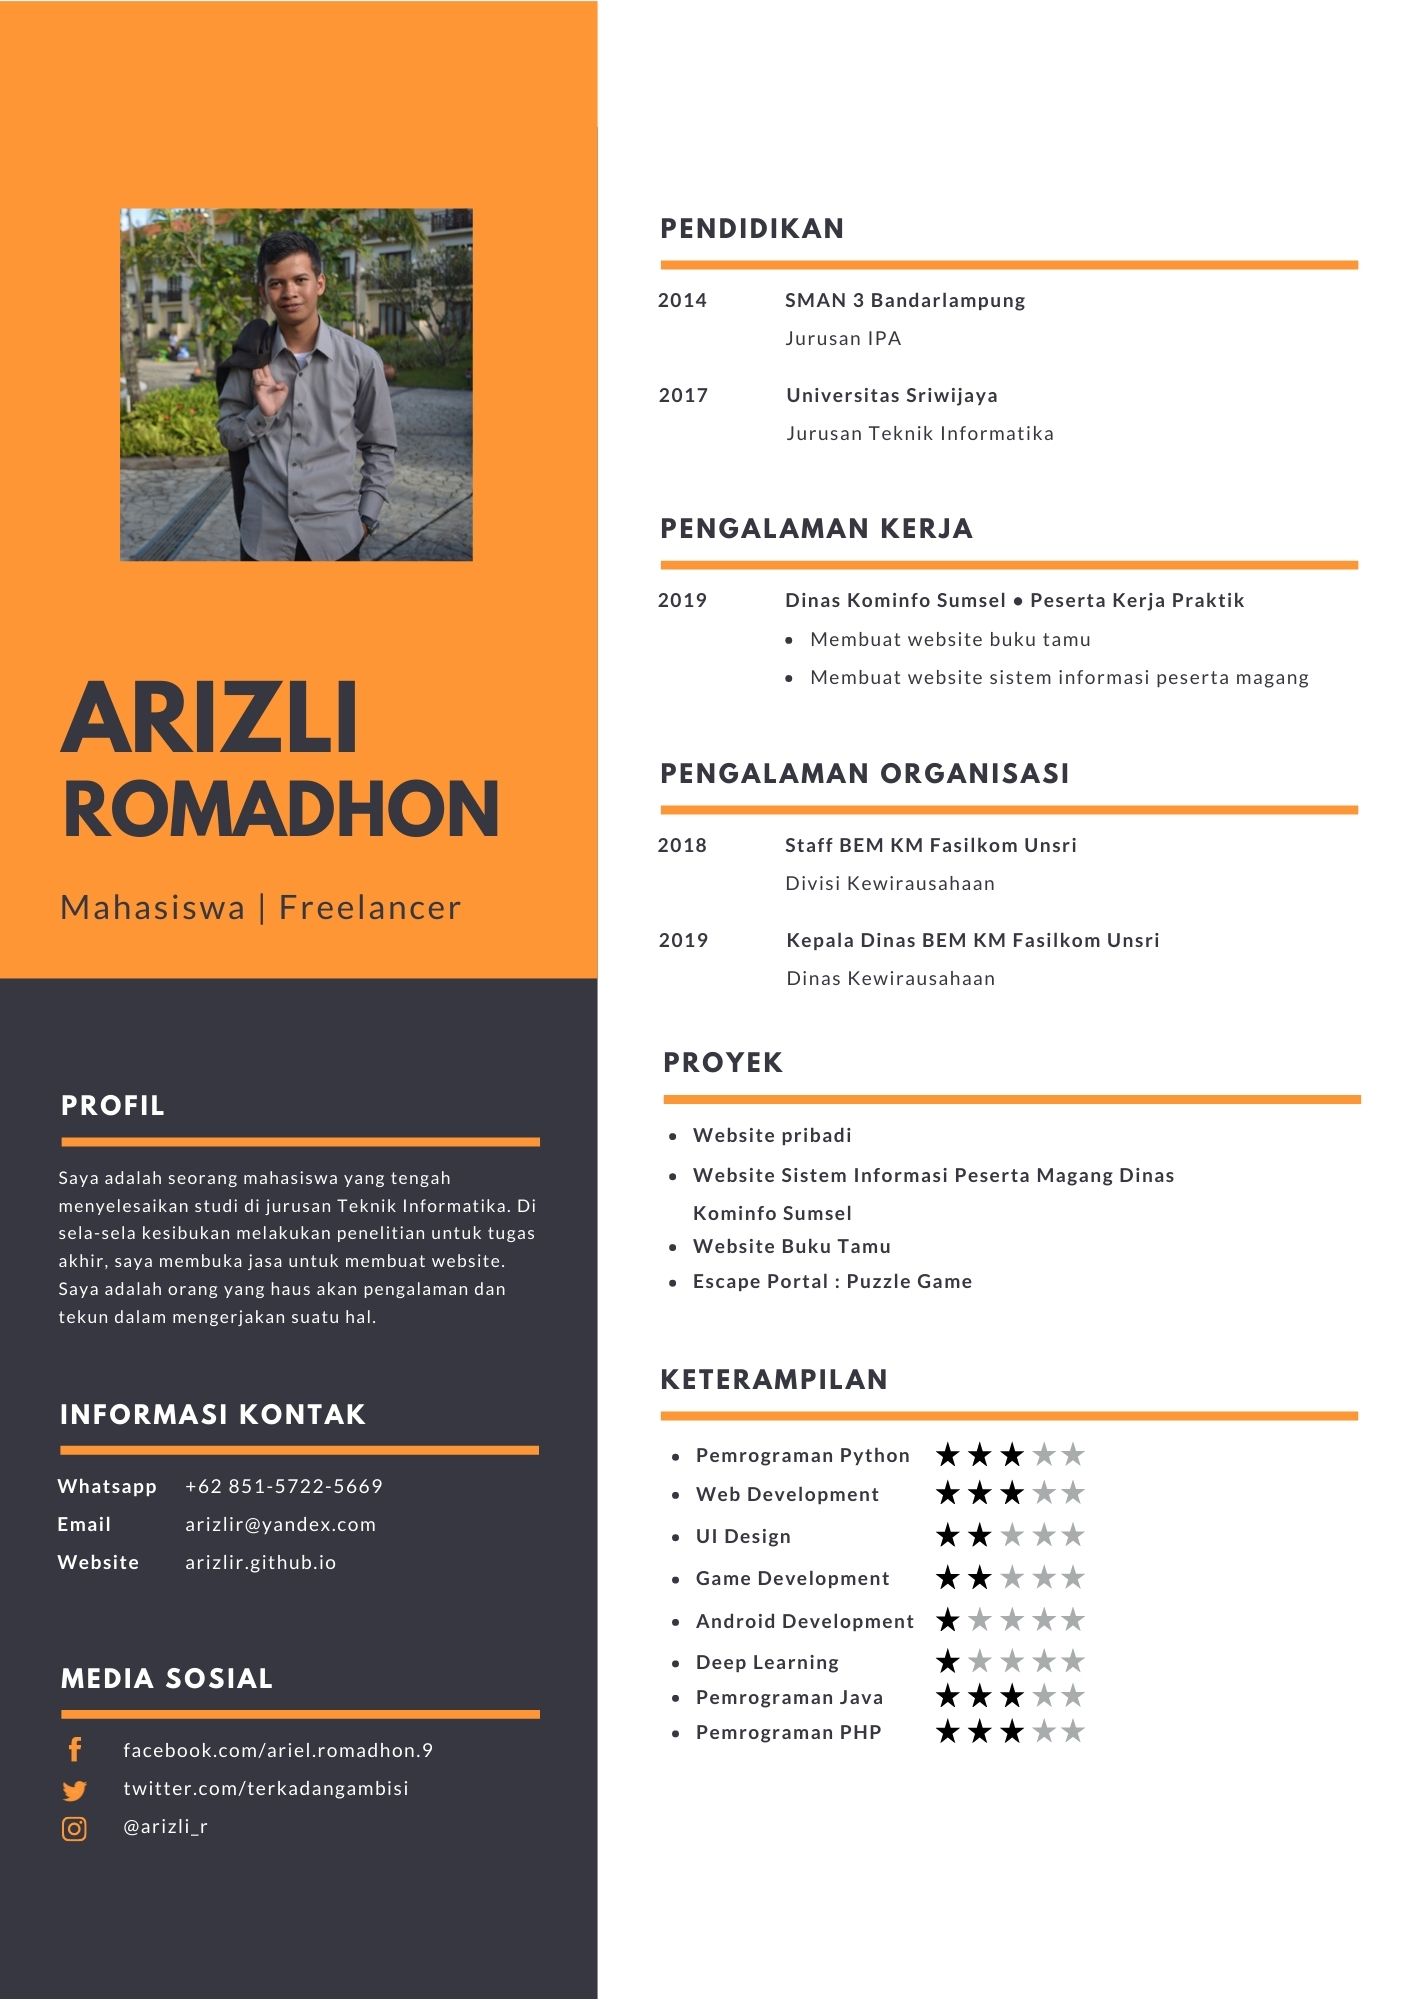 ARIZLI
ROMADHON
Mahasiswa | Freelancer
PROFIL
Saya adalah seorang mahasiswa yang tengah
menyelesaikan studi di jurusan Teknik Informatika. Di
sela-sela kesibukan melakukan penelitian untuk tugas
akhir, saya membuka jasa untuk membuat website.
Saya adalah orang yang haus akan pengalaman dan
tekun dalam mengerjakan suatu hal.
INFORMASI KONTAK
Whatsapp +62 851-5722-5669
Email arizlir@yandex.com
Website arizlir.github.io
MEDIA SOSIAL
facebook.com/ariel.romadhon.9
twitter.com/terkadangambisi
@arizli_r
PENDIDIKAN
2014 SMAN 3 Bandarlampung
Jurusan IPA
2017 Universitas Sriwijaya
Jurusan Teknik Informatika
PENGALAMAN KERJA
2019 Dinas Kominfo Sumsel • Peserta Kerja Praktik
• Membuat website buku tamu
• Membuat website sistem informasi peserta magang
PENGALAMAN ORGANISASI
2018 Staff BEM KM Fasilkom Unsri
Divisi Kewirausahaan
2019 Kepala Dinas BEM KM Fasilkom Unsri
Dinas Kewirausahaan
PROYEK
• Website pribadi
• Website Sistem Informasi Peserta Magang Dinas
Kominfo Sumsel
• Website Buku Tamu
• Escape Portal : Puzzle Game
KETERAMPILAN
• Pemrograman Python
• Web Development
• UI Design
• Game Development
• Android Development
• Deep Learning
• Pemrograman Java
• Pemrograman PHP